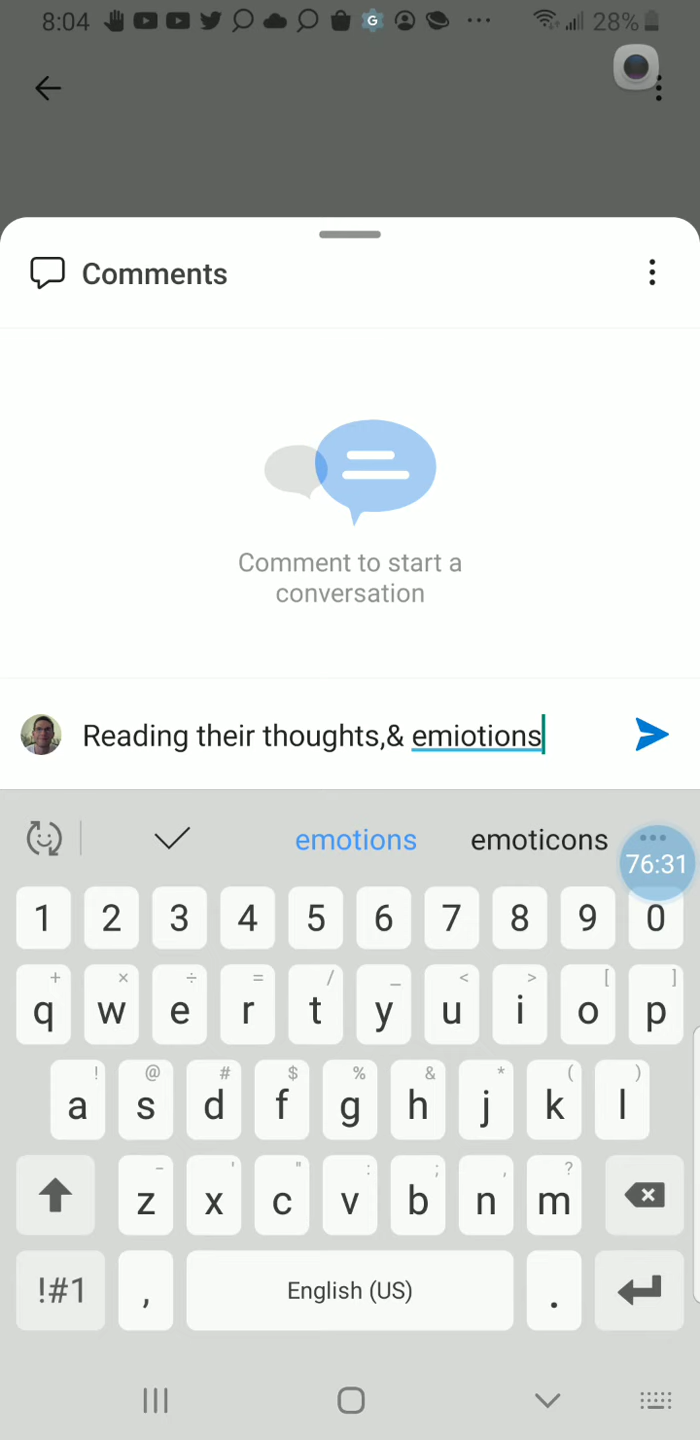 8:04 G ... 28%
Comments
Comment to start a
conversation
Reading their thoughts,& emiotions
emotions emoticons ...
76:31
1 2 3 4 5 6 7 8 9 0
+ × ÷ = / _ < > [ ]
q w e r t y u i o p
! @ # $ % & * ( )
a s d f g h j k l
- ' " : ; , ?
z x c v b n m
!#1 , English (US) .